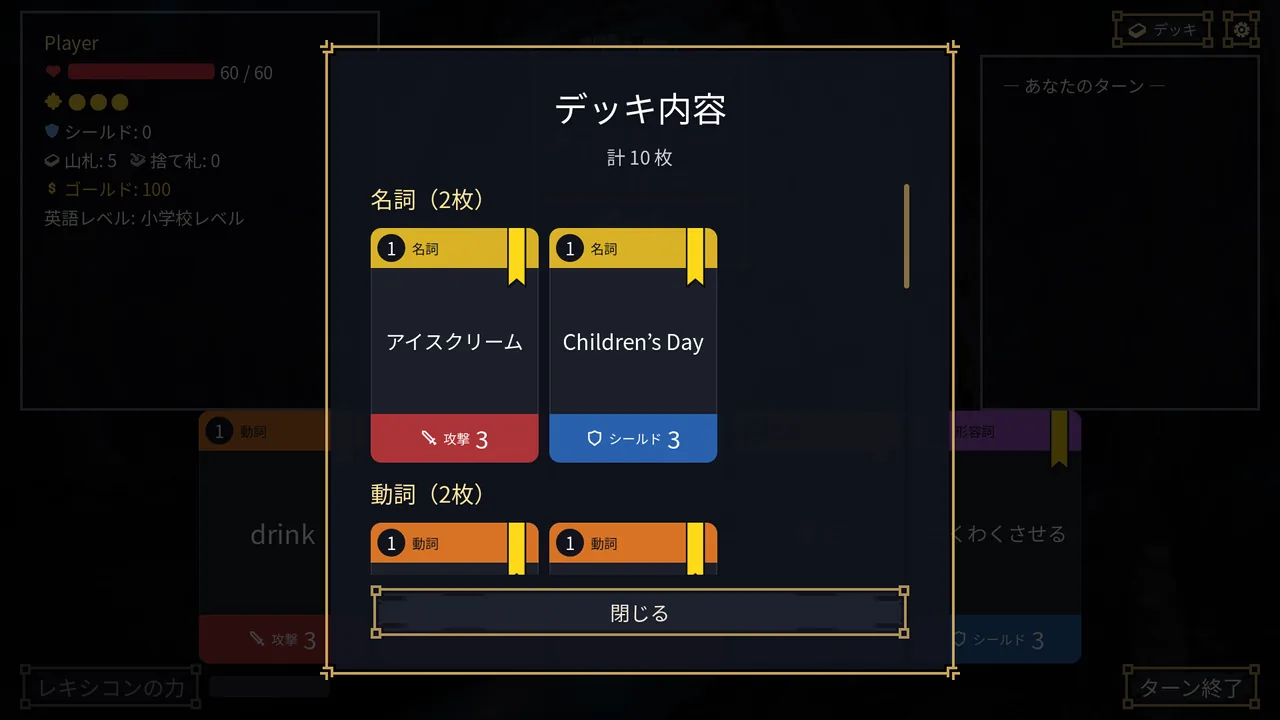 Player
60 / 60
シールド: 0
山札: 5 捨て札: 0
ゴールド: 100
英語レベル: 小学校レベル
デッキ
― あなたのターン ―
デッキ内容
計 10 枚
名詞（2枚）
1 名詞
アイスクリーム
攻撃 3
1 名詞
Children’s Day
シールド 3
動詞（2枚）
1 動詞
1 動詞
閉じる
1 動詞
drink
攻撃 3
形容詞
くわくさせる
シールド 3
レキシコンの力
ターン終了